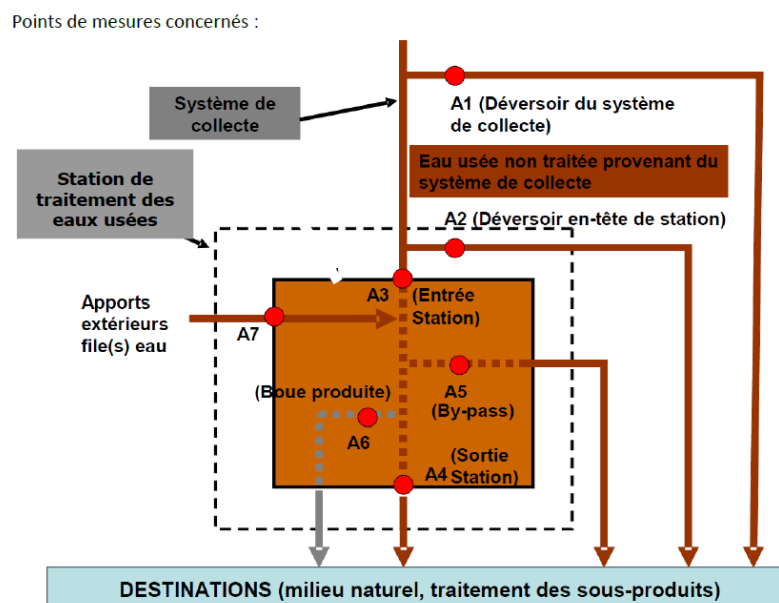 Points de mesures concernés :
Système de
collecte
A1 (Déversoir du système
de collecte)
Station de
traitement des
eaux usées
Eau usée non traitée provenant du
système de collecte
A2 (Déversoir en-tête de station)
Apports
extérieurs
file(s) eau
A7
A3
(Entrée
Station)
(Boue produite)
A6
A5
(By-pass)
A4
(Sortie
Station)
DESTINATIONS (milieu naturel, traitement des sous-produits)